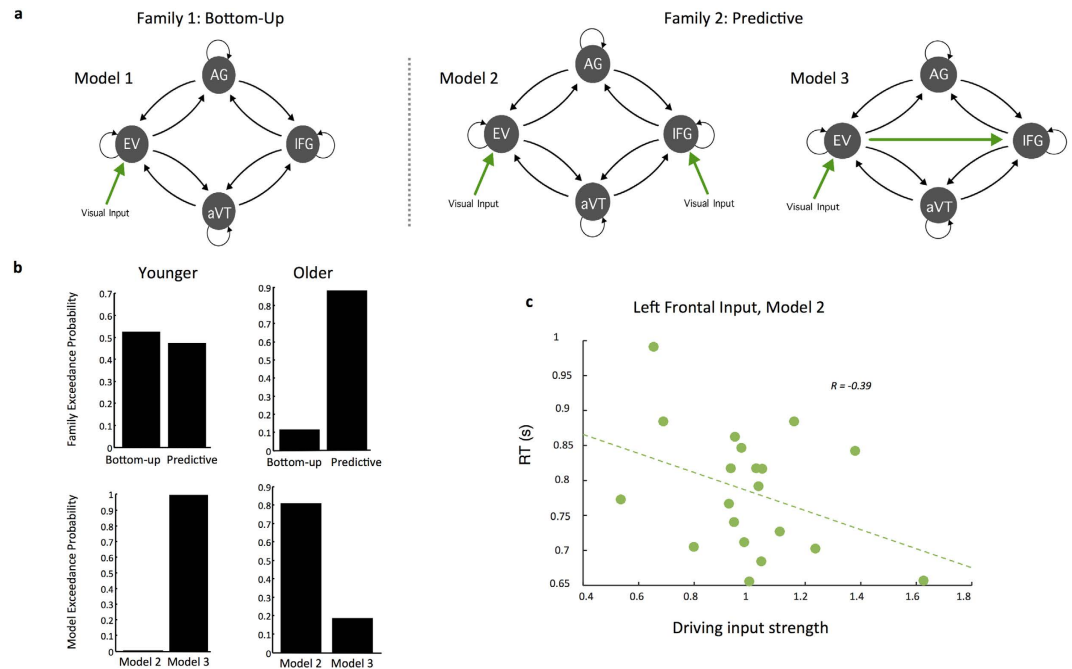 a
Family 1: Bottom-Up
Family 2: Predictive
Model 1
AG
EV
IFG
aVT
Visual Input
Model 2
AG
EV
IFG
aVT
Visual Input
Visual Input
Model 3
AG
EV
IFG
aVT
Visual Input
b
Younger
Older
Family Exceedance Probability
0.7
0.6
0.5
0.4
0.3
0.2
0.1
0
Bottom-up Predictive
0.9
0.8
0.7
0.6
0.5
0.4
0.3
0.2
0.1
0
Bottom-up Predictive
Model Exceedance Probability
1
0.9
0.8
0.7
0.6
0.5
0.4
0.3
0.2
0.1
0
Model 2 Model 3
0.9
0.8
0.7
0.6
0.5
0.4
0.3
0.2
0.1
0
Model 2 Model 3
c
Left Frontal Input, Model 2
R = -0.39
RT (s)
1
0.95
0.9
0.85
0.8
0.75
0.7
0.65
0.4 0.6 0.8 1 1.2 1.4 1.6 1.8
Driving input strength